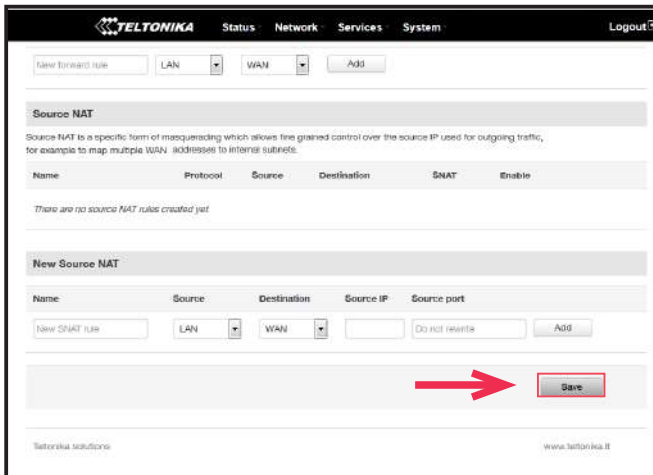 TELTONIKA Status Network Services System Logout
New forward rule LAN WAN Add
Source NAT
Source NAT is a specific form of masquerading which allows fine grained control over the source IP used for outgoing traffic,
for example to map multiple WAN addresses to internal subnets.
Name Protocol Source Destination SNAT Enable
There are no source NAT rules created yet
New Source NAT
Name Source Destination Source IP Source port
New SNAT rule LAN WAN Do not rewrite Add
Save
Teltonika solutions www.teltonika.lt